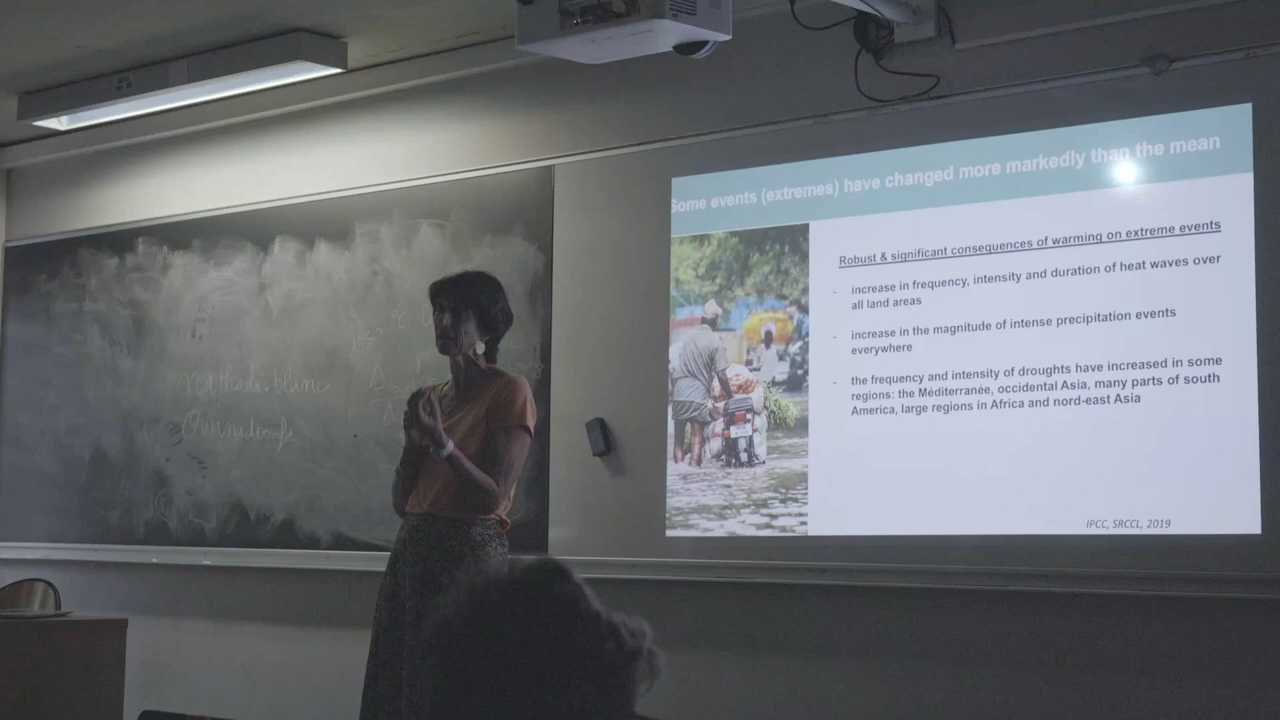 Some events (extremes) have changed more markedly than the mean
Robust & significant consequences of warming on extreme events
- increase in frequency, intensity and duration of heat waves over
all land areas
- increase in the magnitude of intense precipitation events
everywhere
- the frequency and intensity of droughts have increased in some
regions: the Méditerranée, occidental Asia, many parts of south
America, large regions in Africa and nord-east Asia
IPCC, SRCCL, 2019